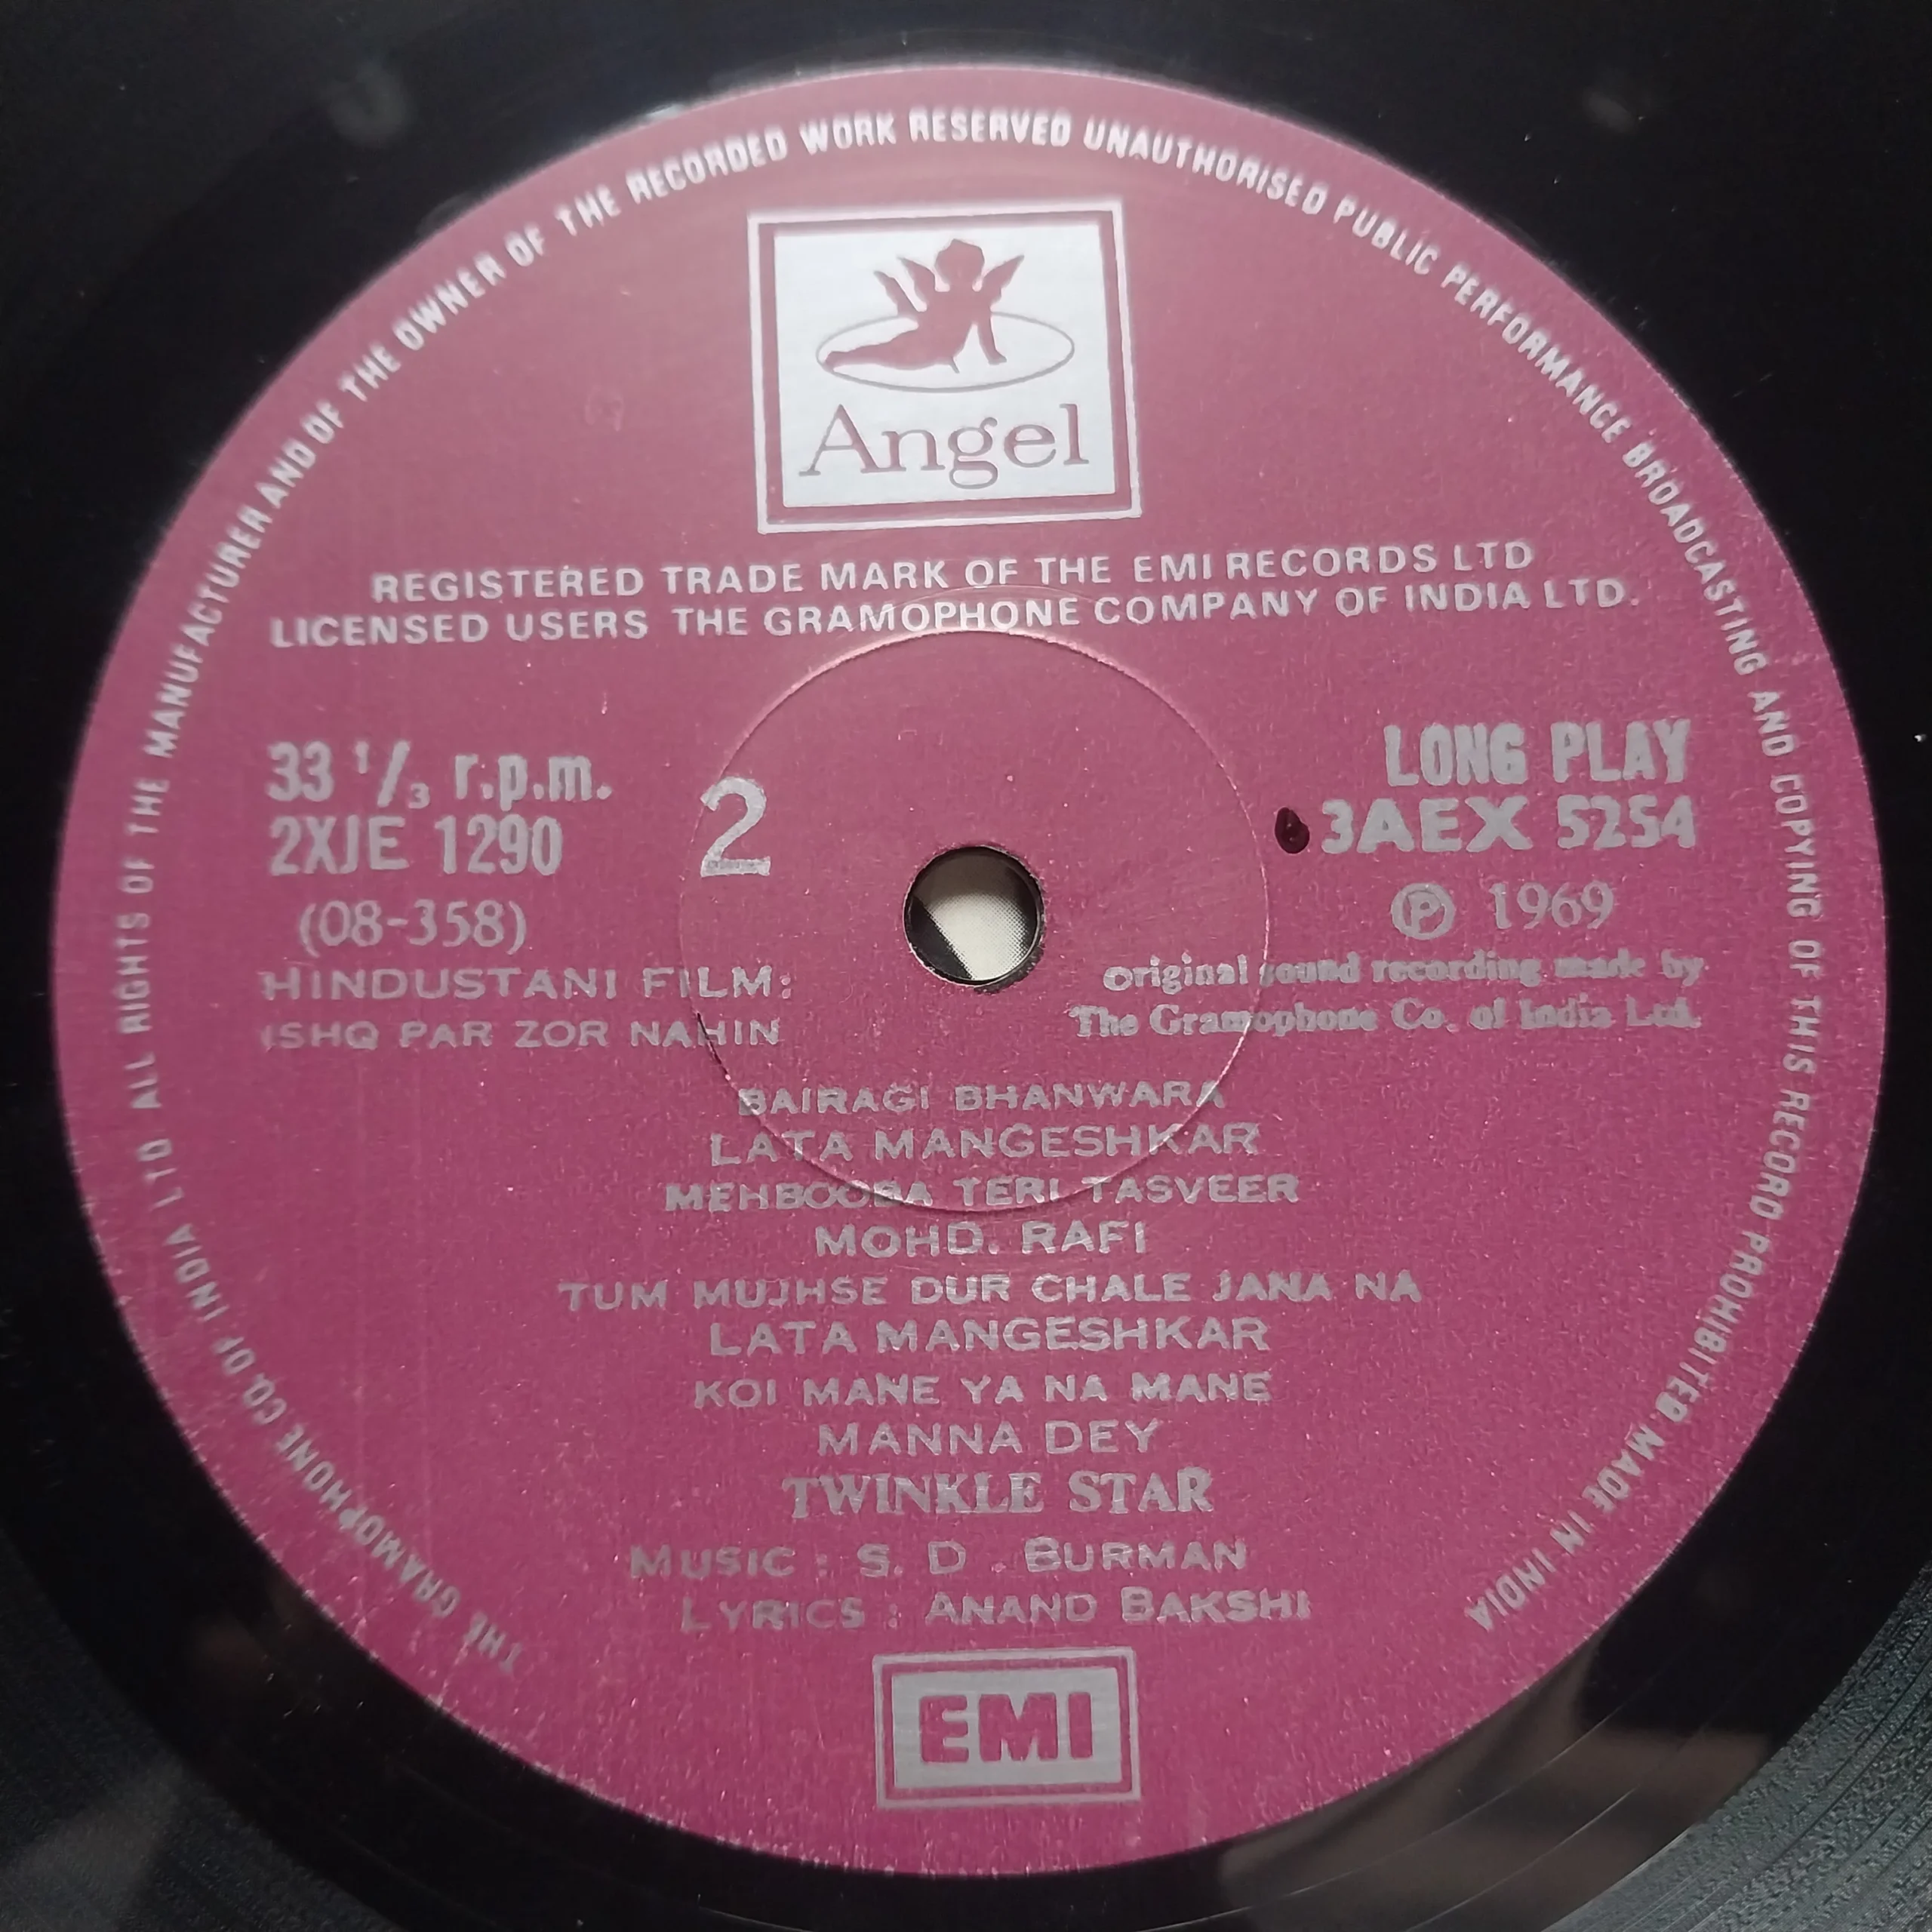 THE GRAMOPHONE CO. OF INDIA LTD. ALL RIGHTS OF THE MANUFACTURER AND OF THE OWNER OF THE RECORDED WORK RESERVED UNAUTHORISED PUBLIC PERFORMANCE BROADCASTING AND COPYING OF THIS RECORD PROHIBITED. MADE IN INDIA
Angel
REGISTERED TRADE MARK OF THE EMI RECORDS LTD
LICENSED USERS THE GRAMOPHONE COMPANY OF INDIA LTD.
33 1/3 r.p.m.
2XJE 1290
(08-358)
2
LONG PLAY
3AEX 5254
Ⓟ 1969
HINDUSTANI FILM:
ISHQ PAR ZOR NAHIN
original sound recording made by
The Gramophone Co. of India Ltd.
BAIRAGI BHANWARA
LATA MANGESHKAR
MEHBOOBA TERI TASVEER
MOHD. RAFI
TUM MUJHSE DUR CHALE JANA NA
LATA MANGESHKAR
KOI MANE YA NA MANE
MANNA DEY
TWINKLE STAR
MUSIC : S. D. BURMAN
LYRICS : ANAND BAKSHI
EMI